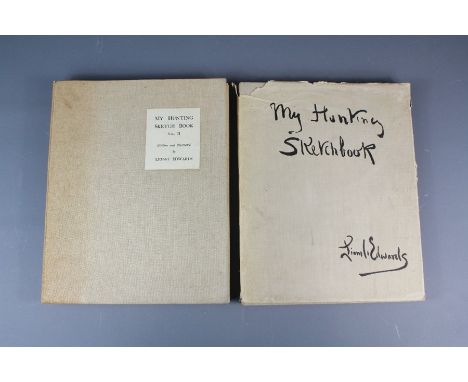 MY HUNTING
SKETCH BOOK
VOL. II
Written and Illustrated
by
LIONEL EDWARDS
My Hunting
Sketchbook
Lionel Edwards